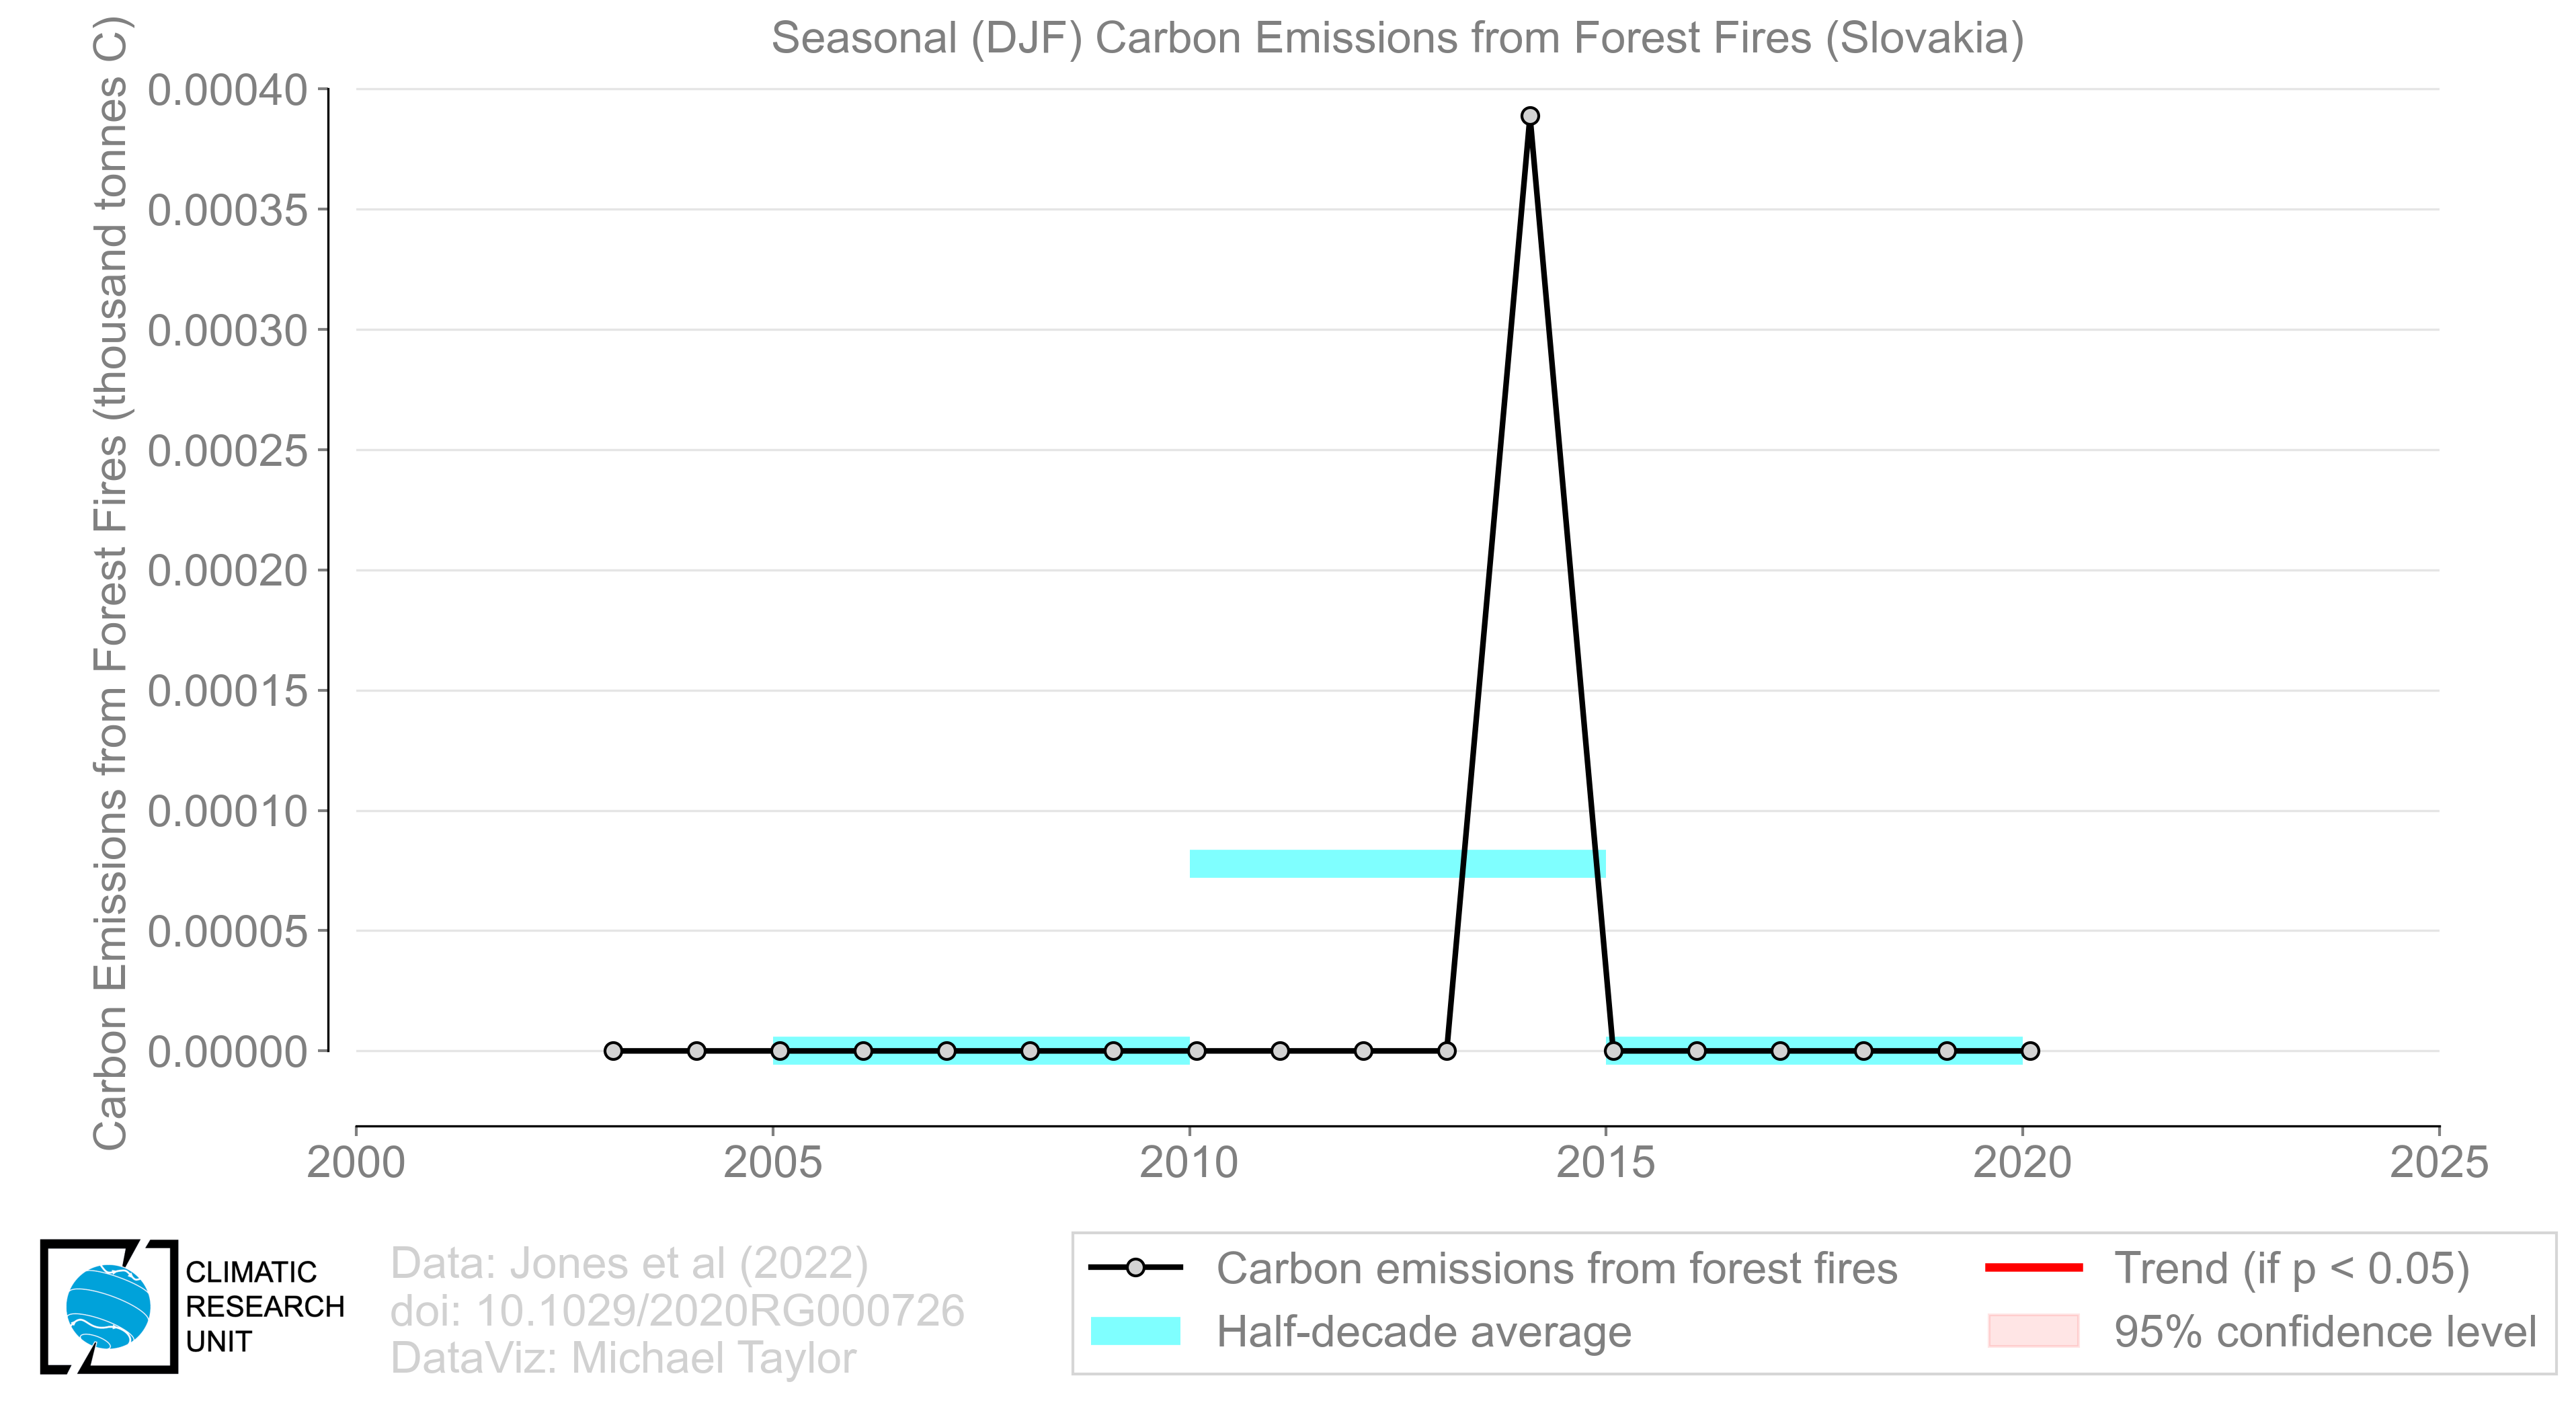 Seasonal (DJF) Carbon Emissions from Forest Fires (Slovakia)
Carbon Emissions from Forest Fires (thousand tonnes C)
0.00040
0.00035
0.00030
0.00025
0.00020
0.00015
0.00010
0.00005
0.00000
2000
2005
2010
2015
2020
2025
CLIMATIC
RESEARCH
UNIT
Data: Jones et al (2022)
doi: 10.1029/2020RG000726
DataViz: Michael Taylor
Carbon emissions from forest fires
Half-decade average
Trend (if p < 0.05)
95% confidence level